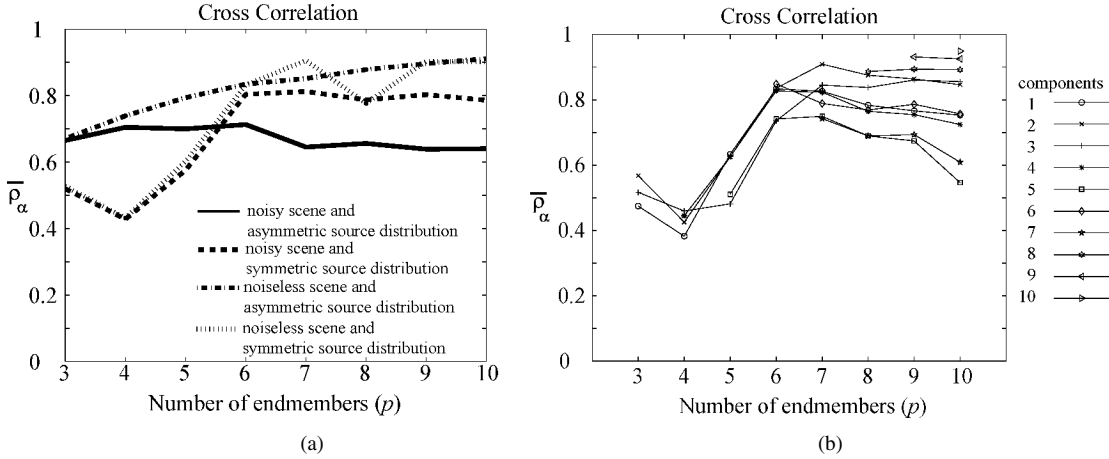 Cross Correlation
1
0.8
0.6
ρ̄α
0.4
0.2
0
noisy scene and
asymmetric source distribution
noisy scene and
symmetric source distribution
noiseless scene and
asymmetric source distribution
noiseless scene and
symmetric source distribution
3 4 5 6 7 8 9 10
Number of endmembers (p)
(a)
Cross Correlation
1
0.8
0.6
ρ̄α
0.4
0.2
0
3 4 5 6 7 8 9 10
Number of endmembers (p)
(b)
components
1
2
3
4
5
6
7
8
9
10